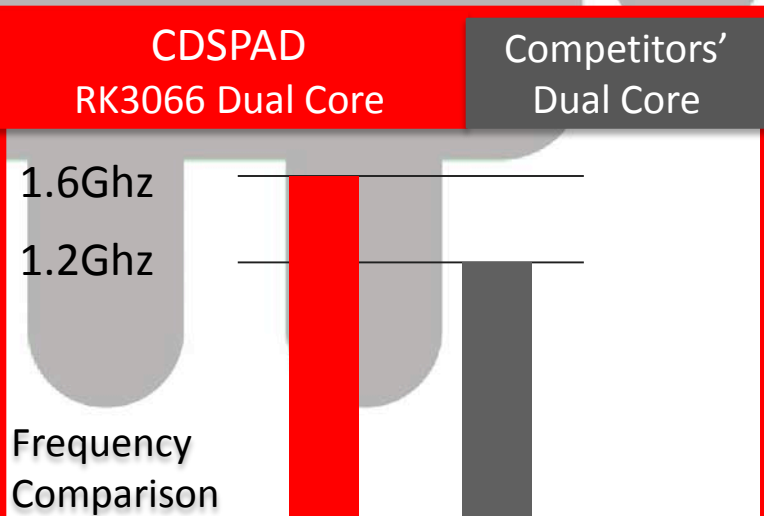 CDSPAD
RK3066 Dual Core
Competitors’
Dual Core
1.6Ghz
1.2Ghz
Frequency
Comparison